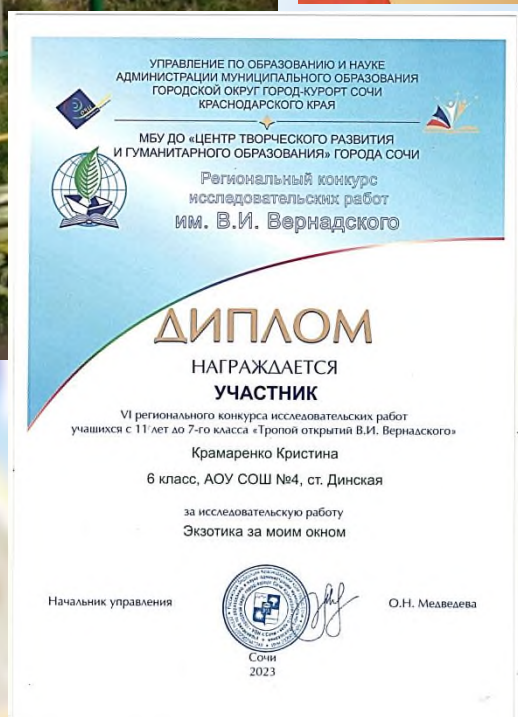 УПРАВЛЕНИЕ ПО ОБРАЗОВАНИЮ И НАУКЕ
АДМИНИСТРАЦИИ МУНИЦИПАЛЬНОГО ОБРАЗОВАНИЯ
ГОРОДСКОЙ ОКРУГ ГОРОД-КУРОРТ СОЧИ
КРАСНОДАРСКОГО КРАЯ
МБУ ДО «ЦЕНТР ТВОРЧЕСКОГО РАЗВИТИЯ
И ГУМАНИТАРНОГО ОБРАЗОВАНИЯ» ГОРОДА СОЧИ
Региональный конкурс
исследовательских работ
им. В.И. Вернадского
ДИПЛОМ
НАГРАЖДАЕТСЯ
УЧАСТНИК
VI регионального конкурса исследовательских работ
учащихся с 11 лет до 7-го класса «Тропой открытий В.И. Вернадского»
Крамаренко Кристина
6 класс, АОУ СОШ №4, ст. Динская
за исследовательскую работу
Экзотика за моим окном
Начальник управления
О.Н. Медведева
Сочи
2023